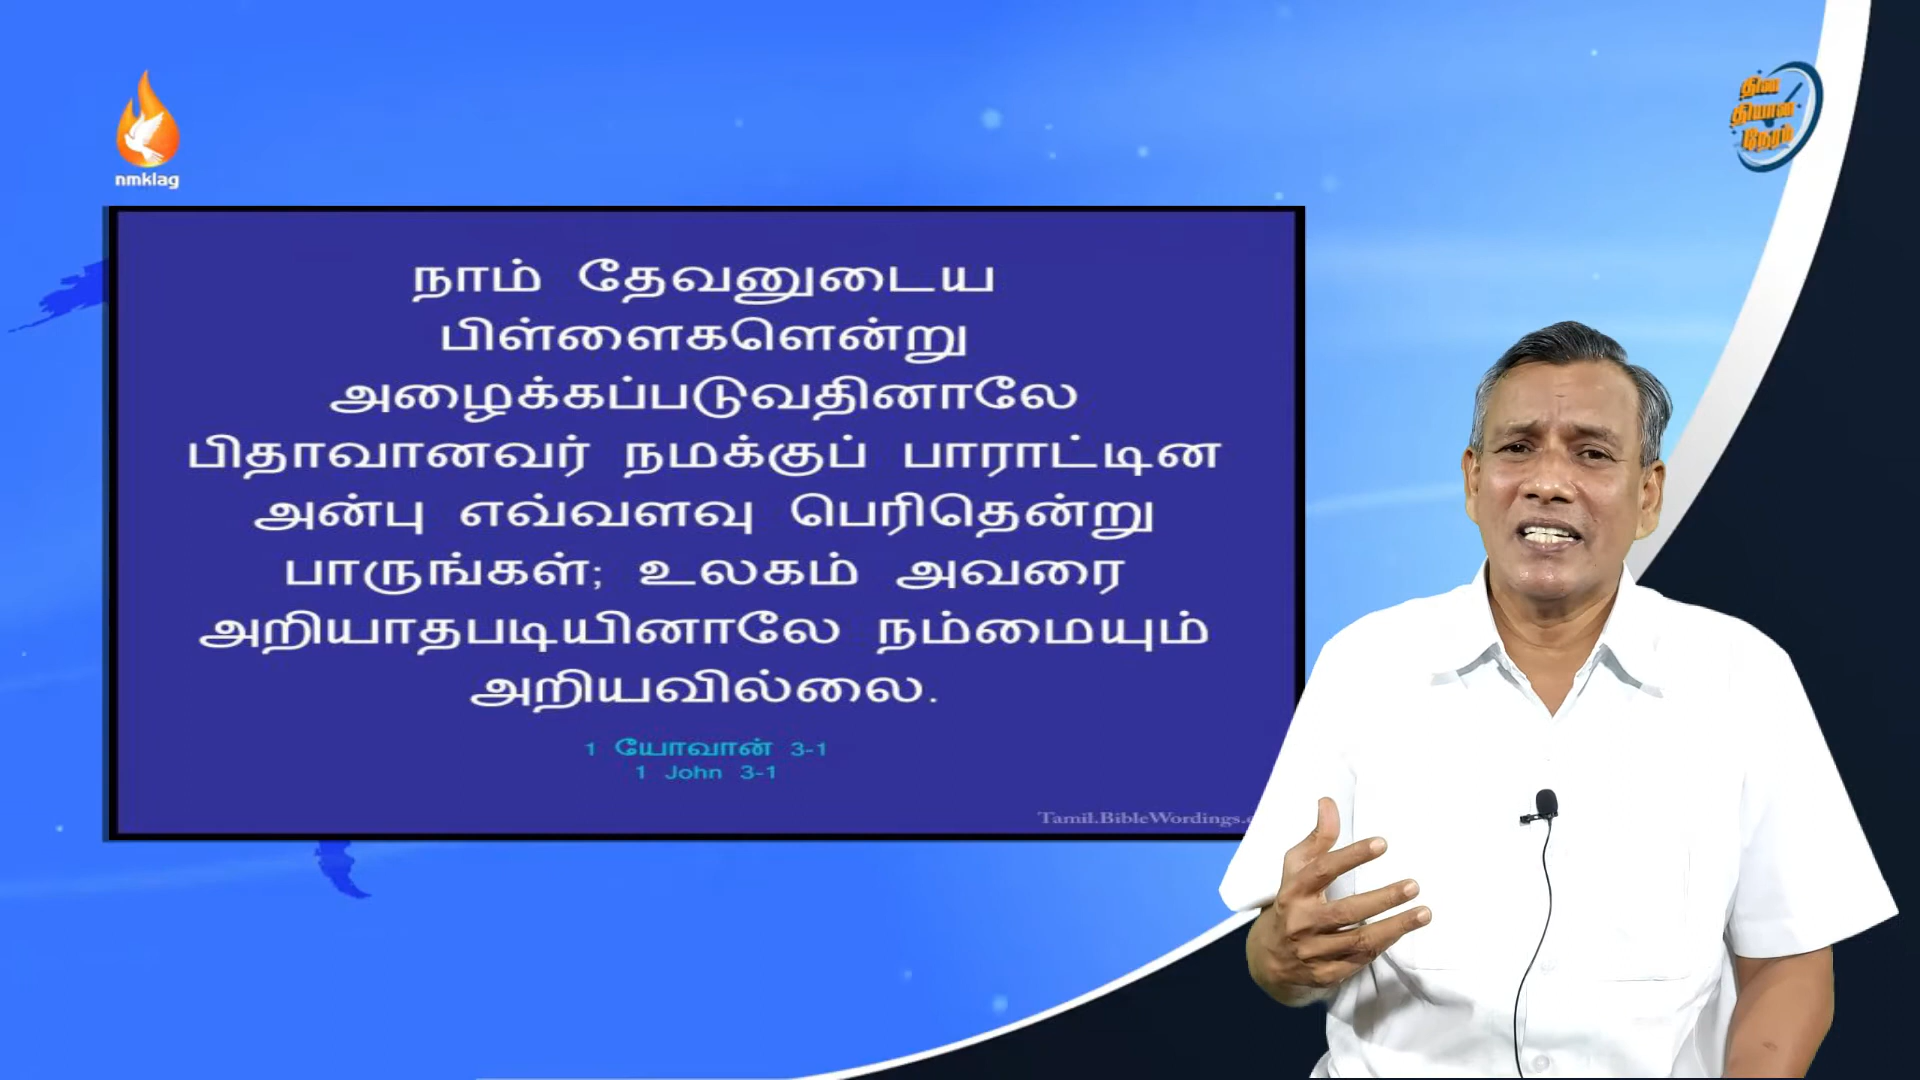 nmklag
தின
தியான
நேரம்
நாம் தேவனுடைய
பிள்ளைகளென்று
அழைக்கப்படுவதினாலே
பிதாவானவர் நமக்குப் பாராட்டின
அன்பு எவ்வளவு பெரிதென்று
பாருங்கள்; உலகம் அவரை
அறியாதபடியினாலே நம்மையும்
அறியவில்லை.
1 யோவான் 3-1
1 John 3-1
Tamil.BibleWordings.